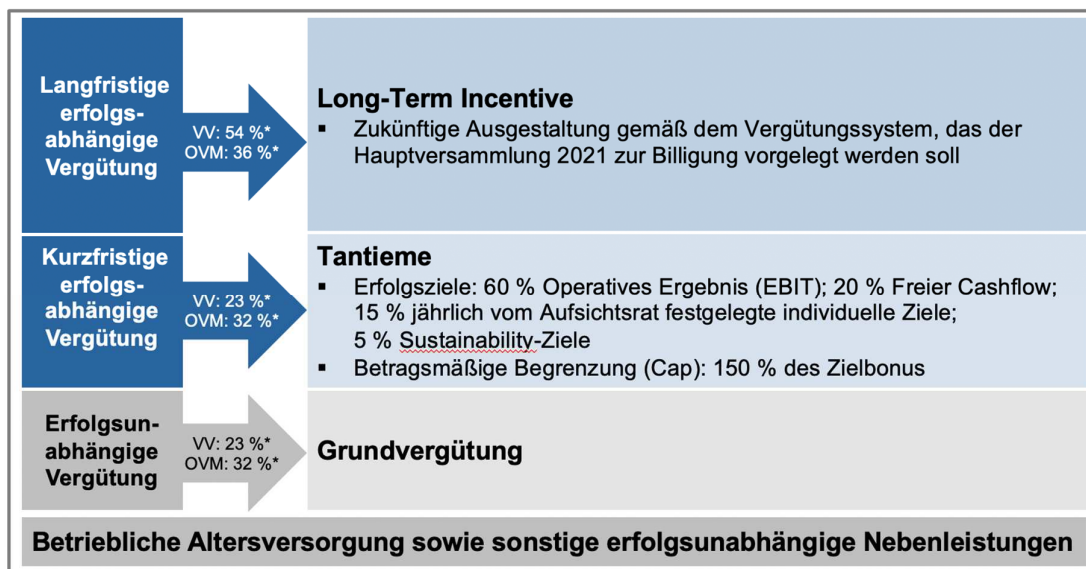 Langfristige
erfolgs-
abhängige
Vergütung
VV: 54 %*
OVM: 36 %*
Long-Term Incentive
▪ Zukünftige Ausgestaltung gemäß dem Vergütungssystem, das der
Hauptversammlung 2021 zur Billigung vorgelegt werden soll
Kurzfristige
erfolgs-
abhängige
Vergütung
VV: 23 %*
OVM: 32 %*
Tantieme
▪ Erfolgsziele: 60 % Operatives Ergebnis (EBIT); 20 % Freier Cashflow;
15 % jährlich vom Aufsichtsrat festgelegte individuelle Ziele;
5 % Sustainability-Ziele
▪ Betragsmäßige Begrenzung (Cap): 150 % des Zielbonus
Erfolgsun-
abhängige
Vergütung
VV: 23 %*
OVM: 32 %*
Grundvergütung
Betriebliche Altersversorgung sowie sonstige erfolgsunabhängige Nebenleistungen